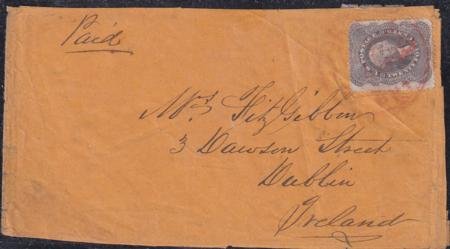 Paid
Mrs FitzGibbon
3 Dawson Street
Dublin
Ireland